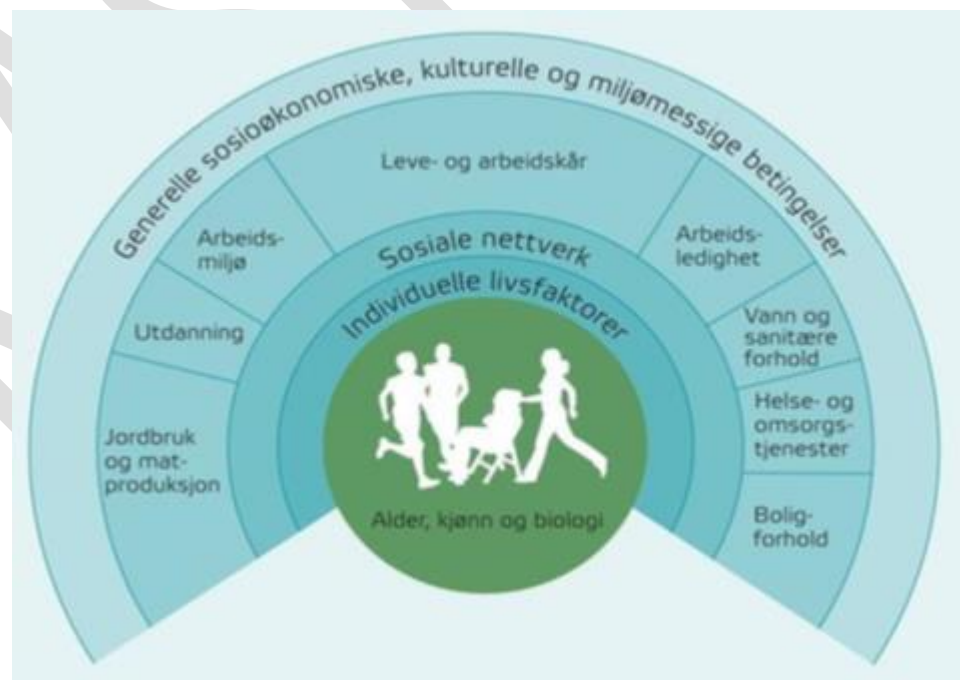 Generelle sosioøkonomiske, kulturelle og miljømessige betingelser
Leve- og arbeidskår
Arbeids-
miljø
Utdanning
Jordbruk
og mat-
produksjon
Arbeids-
ledighet
Vann og
sanitære
forhold
Helse- og
omsorgs-
tjenester
Bolig-
forhold
Sosiale nettverk
Individuelle livsfaktorer
Alder, kjønn og biologi